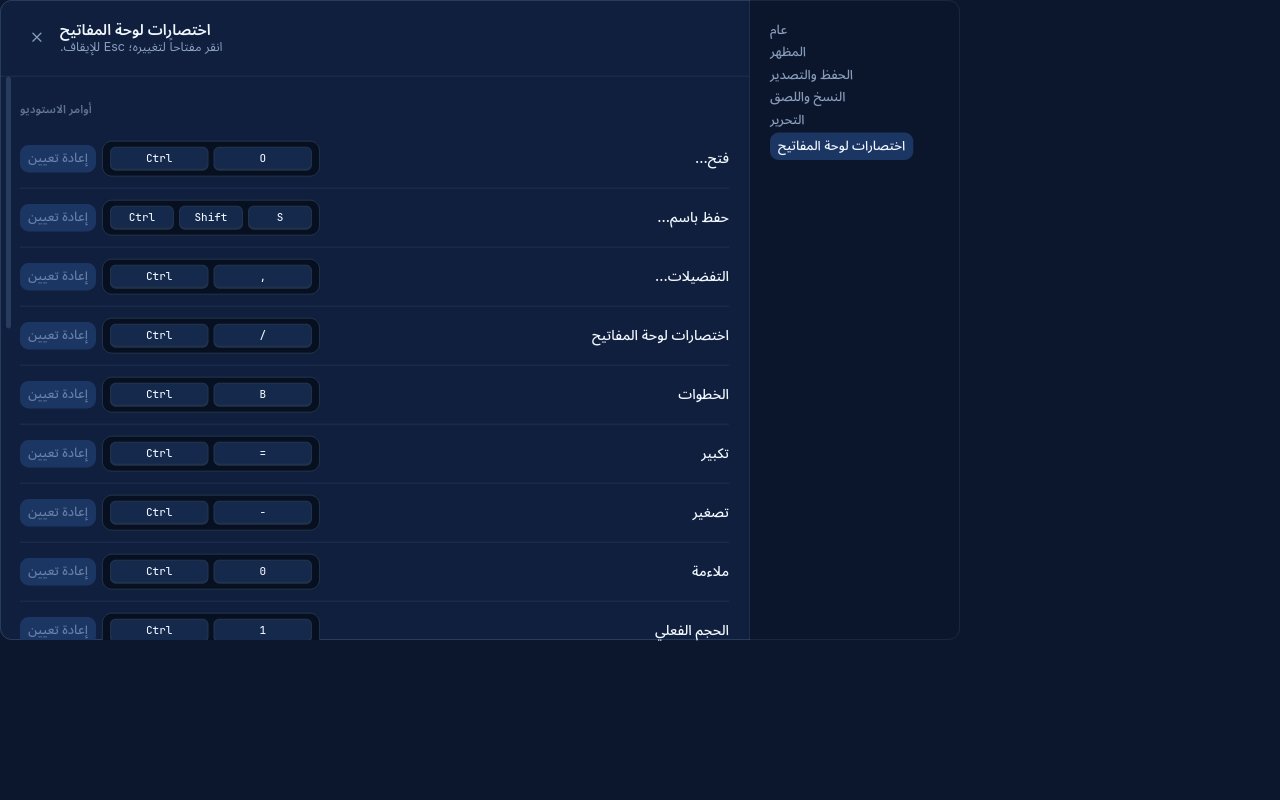 عام
المظهر
الحفظ والتصدير
النسخ واللصق
التحرير
اختصارات لوحة المفاتيح
اختصارات لوحة المفاتيح
انقر مفتاحاً لتغييره؛ Esc للإيقاف.
أوامر الاستوديو
فتح... Ctrl O إعادة تعيين
حفظ باسم... Ctrl Shift S إعادة تعيين
التفضيلات... Ctrl , إعادة تعيين
اختصارات لوحة المفاتيح Ctrl / إعادة تعيين
الخطوات Ctrl B إعادة تعيين
تكبير Ctrl = إعادة تعيين
تصغير Ctrl - إعادة تعيين
ملاءمة Ctrl 0 إعادة تعيين
الحجم الفعلي Ctrl 1 إعادة تعيين